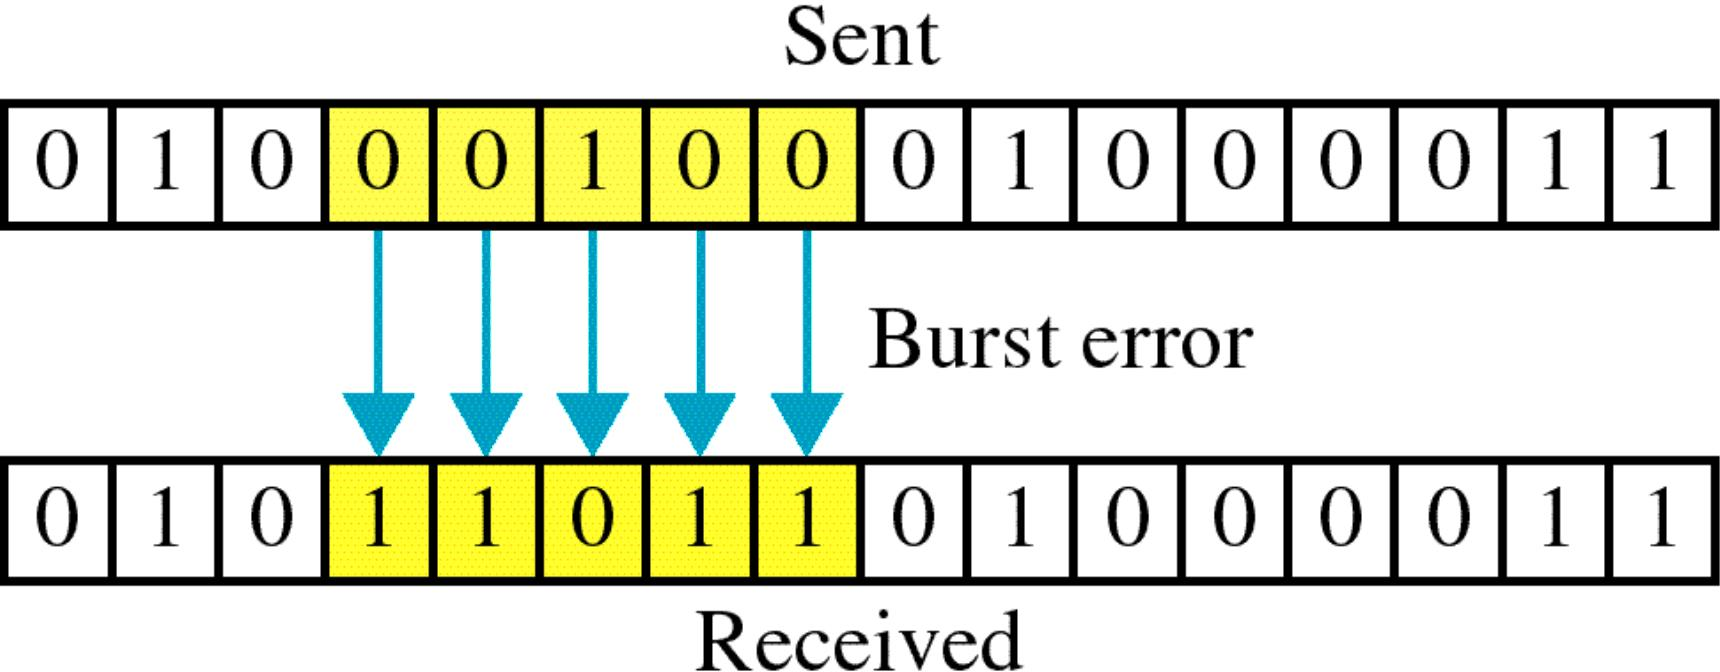 Sent
0 1 0 0 0 1 0 0 0 1 0 0 0 0 1 1
Burst error
0 1 0 1 1 0 1 1 0 1 0 0 0 0 1 1
Received